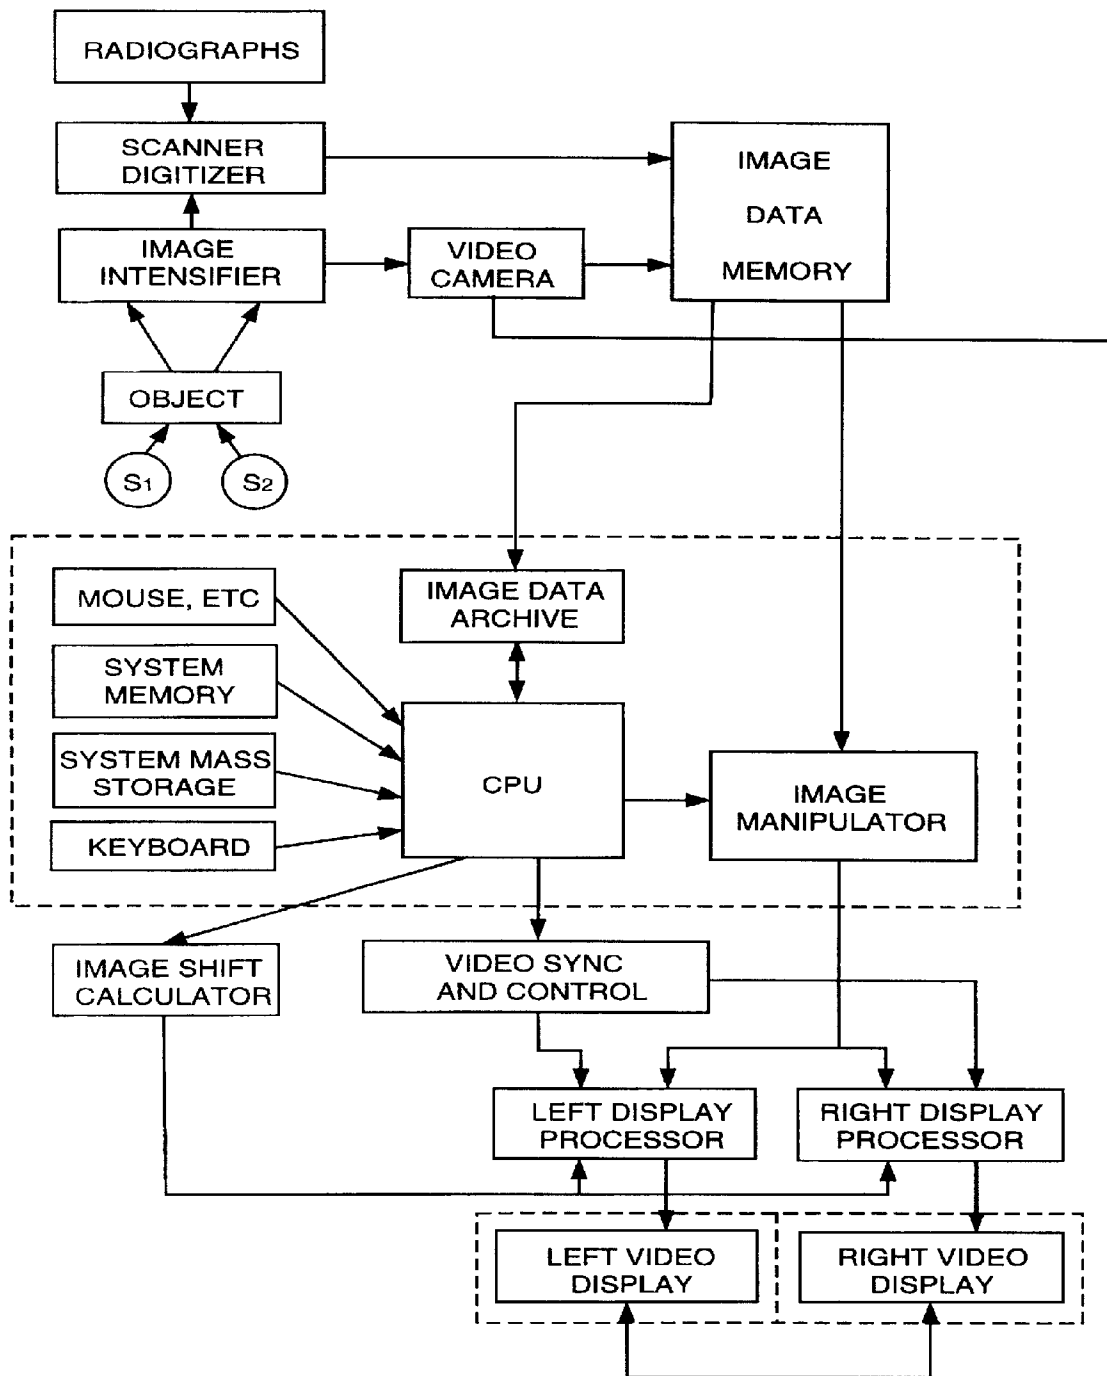 RADIOGRAPHS
SCANNER
DIGITIZER
IMAGE
DATA
MEMORY
IMAGE
INTENSIFIER
VIDEO
CAMERA
OBJECT
S1
S2
MOUSE, ETC
IMAGE DATA
ARCHIVE
SYSTEM
MEMORY
SYSTEM MASS
STORAGE
CPU
IMAGE
MANIPULATOR
KEYBOARD
IMAGE SHIFT
CALCULATOR
VIDEO SYNC
AND CONTROL
LEFT DISPLAY
PROCESSOR
RIGHT DISPLAY
PROCESSOR
LEFT VIDEO
DISPLAY
RIGHT VIDEO
DISPLAY